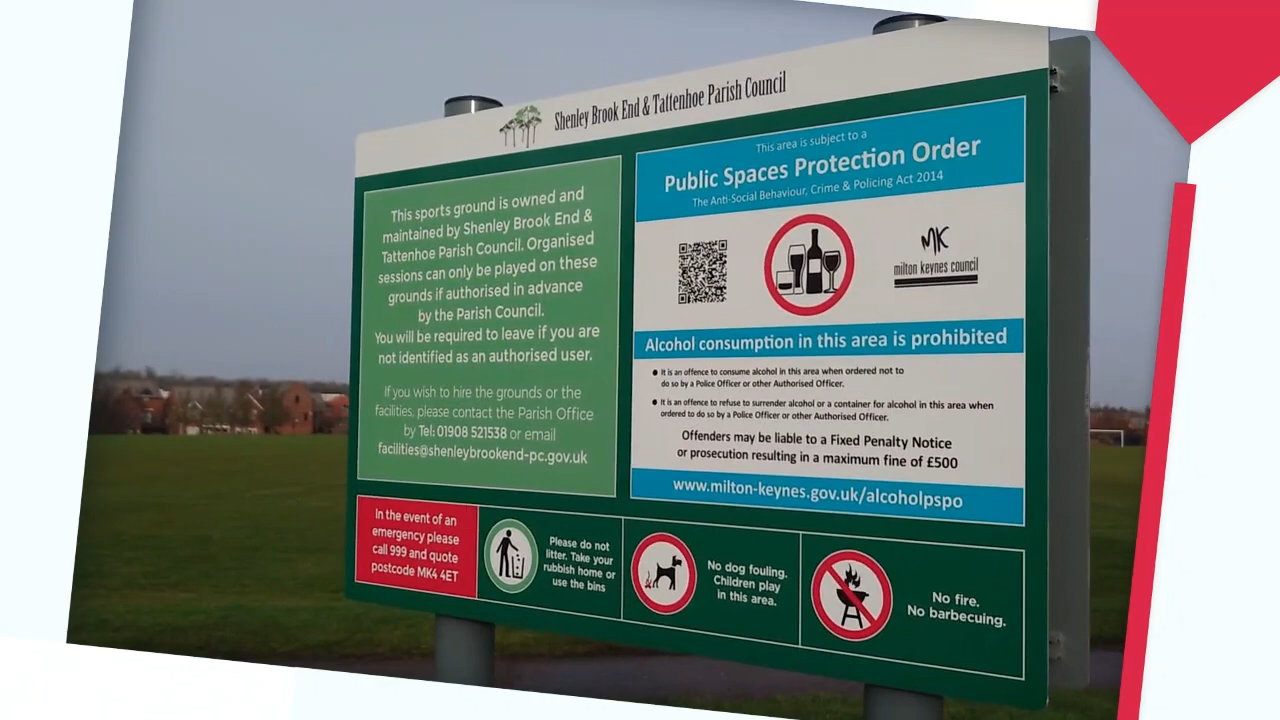 Shenley Brook End & Tattenhoe Parish Council
This sports ground is owned and
maintained by Shenley Brook End &
Tattenhoe Parish Council. Organised
sessions can only be played on these
grounds if authorised in advance
by the Parish Council.
You will be required to leave if you are
not identified as an authorised user.
If you wish to hire the grounds or the
facilities, please contact the Parish Office
by Tel: 01908 521538 or email
facilities@shenleybrookend-pc.gov.uk
This area is subject to a
Public Spaces Protection Order
The Anti-Social Behaviour, Crime & Policing Act 2014
MK
milton keynes council
Alcohol consumption in this area is prohibited
It is an offence to consume alcohol in this area when ordered not to
do so by a Police Officer or other Authorised Officer.
It is an offence to refuse to surrender alcohol or a container for alcohol in this area when
ordered to do so by a Police Officer or other Authorised Officer.
Offenders may be liable to a Fixed Penalty Notice
or prosecution resulting in a maximum fine of £500
www.milton-keynes.gov.uk/alcoholpspo
In the event of an
emergency please
call 999 and quote
postcode MK4 4ET
Please do not
litter. Take your
rubbish home or
use the bins
No dog fouling.
Children play
in this area.
No fire.
No barbecuing.